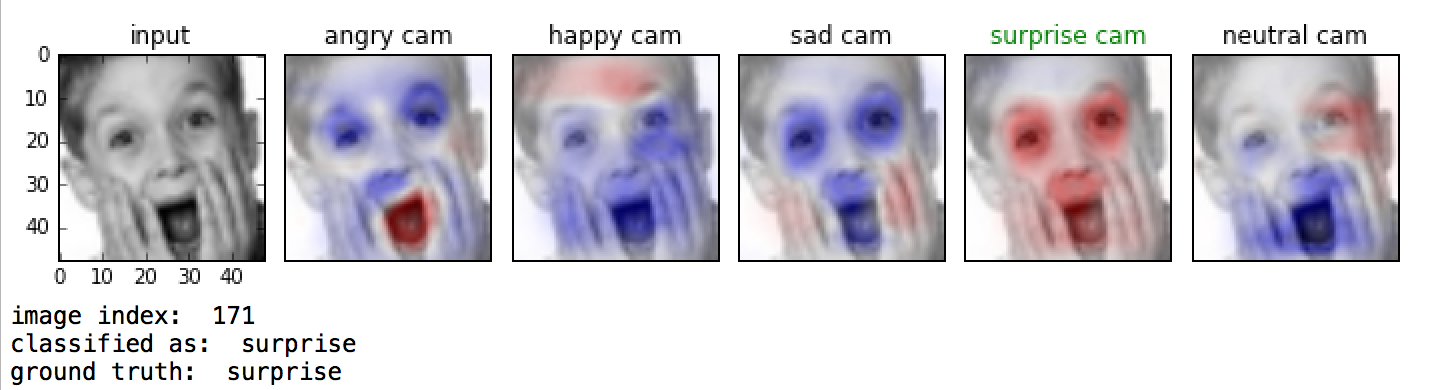 input angry cam happy cam sad cam surprise cam neutral cam
0
10
20
30
40
0 10 20 30 40
image index: 171
classified as: surprise
ground truth: surprise